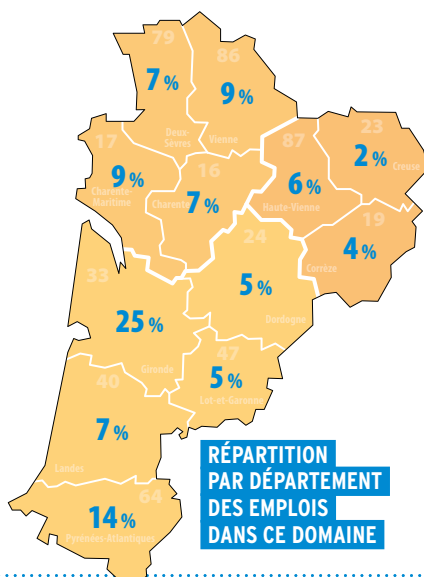 79
7 %
Deux-
Sèvres
86
9 %
Vienne
17
9 %
Charente-
Maritime
16
7 %
Charente
87
6 %
Haute-Vienne
23
2 %
Creuse
19
4 %
Corrèze
24
5 %
Dordogne
33
25 %
Gironde
47
5 %
Lot-et-Garonne
40
7 %
Landes
64
14 %
Pyrénées-Atlantiques
RÉPARTITION
PAR DÉPARTEMENT
DES EMPLOIS
DANS CE DOMAINE